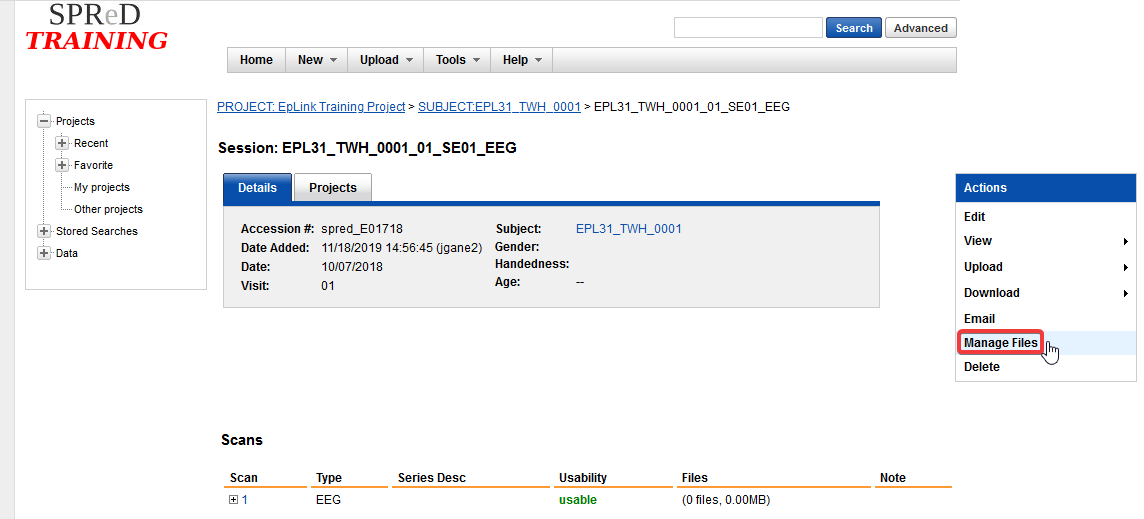 SPReD
TRAINING
Search Advanced
Home New Upload Tools Help
PROJECT: EpLink Training Project > SUBJECT:EPL31_TWH_0001 > EPL31_TWH_0001_01_SE01_EEG
Projects
Recent
Favorite
My projects
Other projects
Stored Searches
Data
Session: EPL31_TWH_0001_01_SE01_EEG
Details Projects
Accession #: spred_E01718
Date Added: 11/18/2019 14:56:45 (jgane2)
Date: 10/07/2018
Visit: 01
Subject: EPL31_TWH_0001
Gender:
Handedness:
Age: --
Actions
Edit
View
Upload
Download
Email
Manage Files
Delete
Scans
Scan Type Series Desc Usability Files Note
1 EEG usable (0 files, 0.00MB)